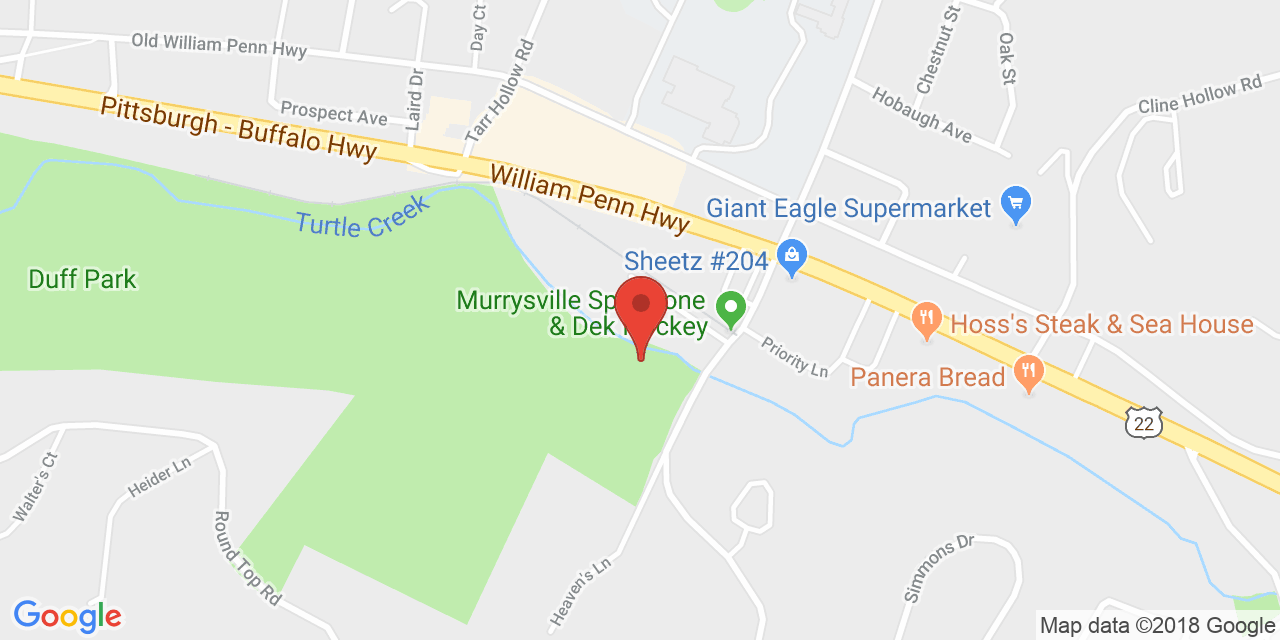 Old William Penn Hwy
Laird Dr
Day Ct
Tarr Hollow Rd
Prospect Ave
Pittsburgh - Buffalo Hwy
William Penn Hwy
Chestnut St
Oak St
Hobaugh Ave
Cline Hollow Rd
Turtle Creek
Giant Eagle Supermarket
Sheetz #204
Duff Park
Murrysville
& Dek
Hoss's Steak & Sea House
Priority Ln
Panera Bread
22
Walter's Ct
Heider Ln
Round Top Rd
Heaven's Ln
Simmons Dr
Google
Map data ©2018 Google